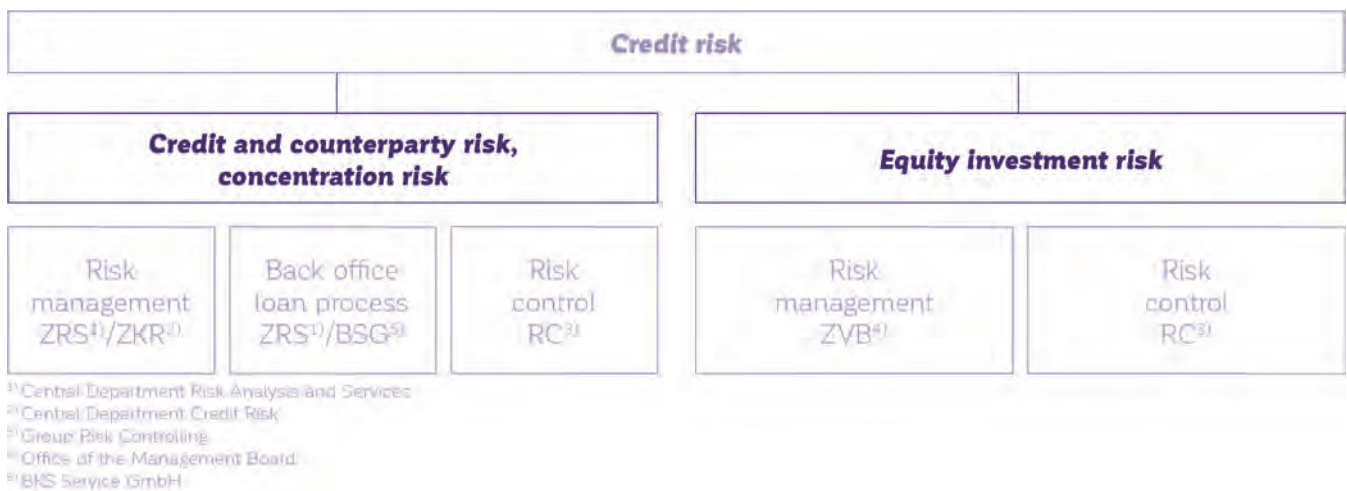 Credit risk
Credit and counterparty risk,
concentration risk
Equity investment risk
Risk
management
ZRS¹⁾/ZKR²⁾
Back office
loan process
ZRS¹⁾/BSG⁵⁾
Risk
control
RC³⁾
Risk
management
ZVB⁴⁾
Risk
control
RC³⁾
¹⁾ Central Department Risk Analysis and Services
²⁾ Central Department Credit Risk
³⁾ Group Risk Controlling
⁴⁾ Office of the Management Board
⁵⁾ BKS Service GmbH